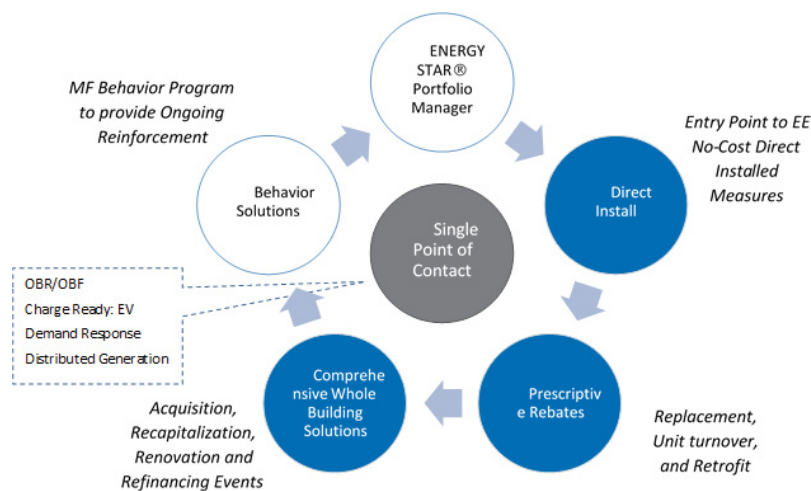 ENERGY
STAR®
Portfolio
Manager
MF Behavior Program
to provide Ongoing
Reinforcement
Entry Point to EE
No-Cost Direct
Installed
Measures
Behavior
Solutions
Direct
Install
Single
Point of
Contact
OBR/OBF
Charge Ready: EV
Demand Response
Distributed Generation
Comprehe
nsive Whole
Building
Solutions
Prescriptiv
e Rebates
Acquisition,
Recapitalization,
Renovation and
Refinancing Events
Replacement,
Unit turnover,
and Retrofit